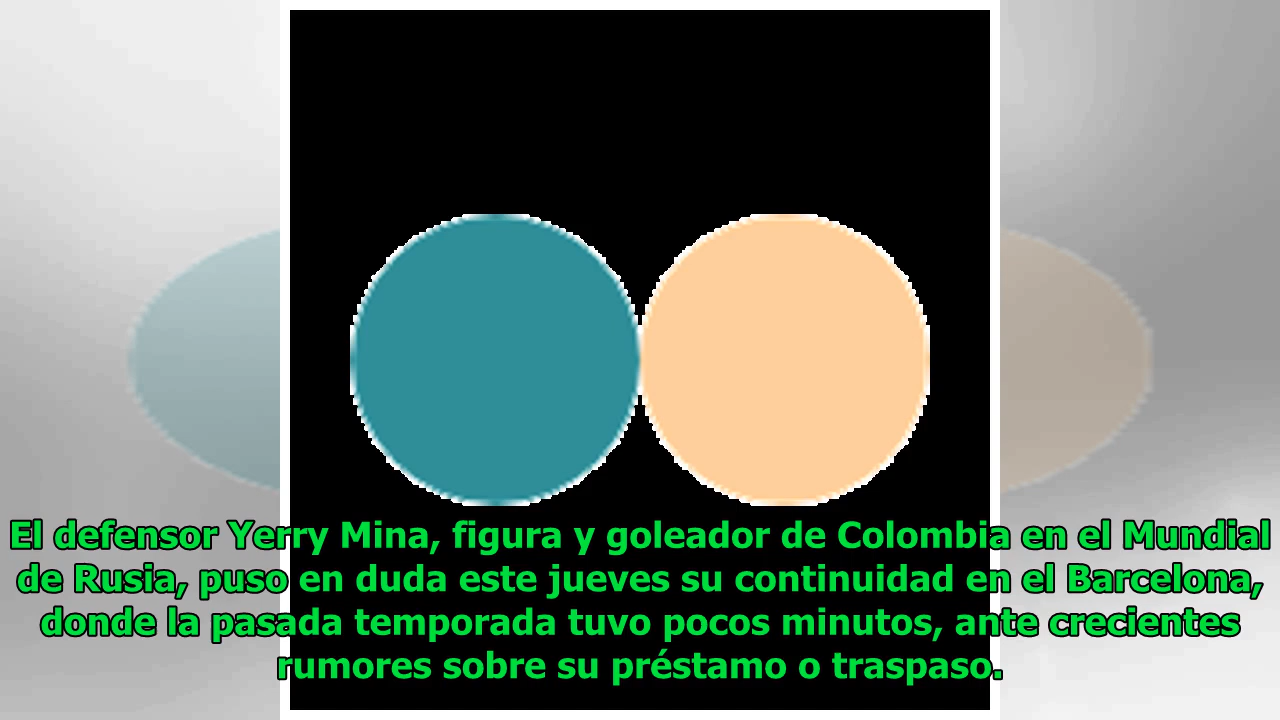 El defensor Yerry Mina, figura y goleador de Colombia en el Mundial
de Rusia, puso en duda este jueves su continuidad en el Barcelona,
donde la pasada temporada tuvo pocos minutos, ante crecientes
rumores sobre su préstamo o traspaso.